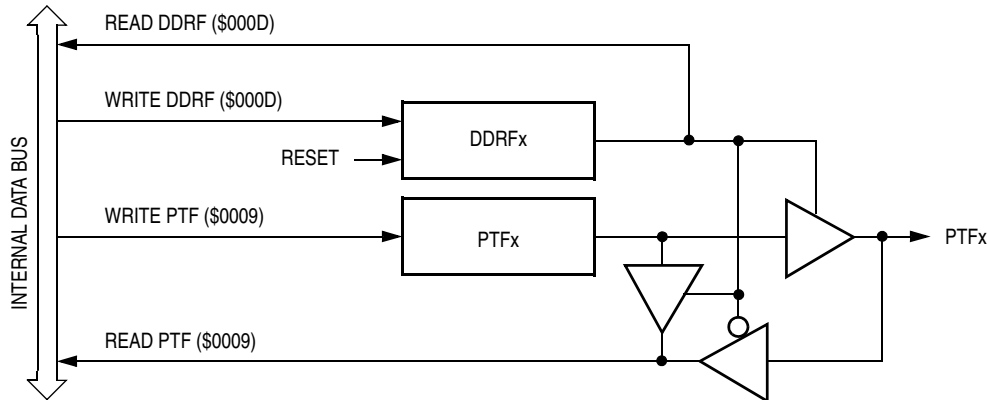 READ DDRF ($000D)
WRITE DDRF ($000D)
DDRFx
RESET
INTERNAL DATA BUS
WRITE PTF ($0009)
PTFx
PTFx
READ PTF ($0009)